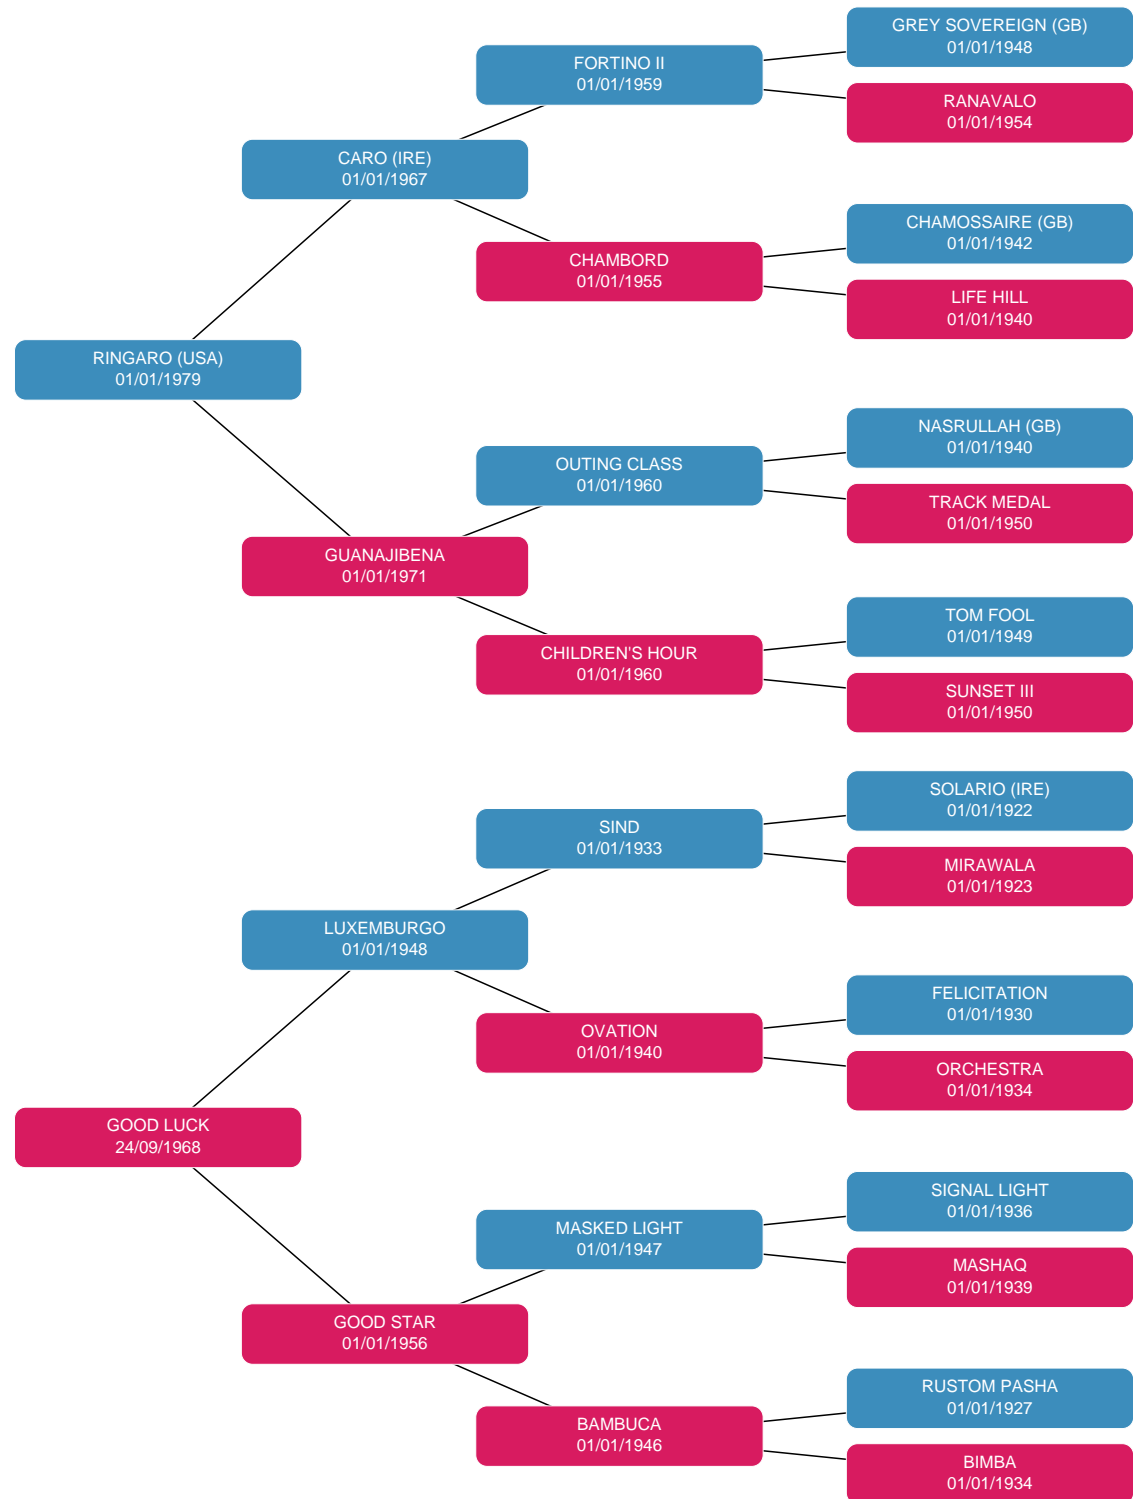 GREY SOVEREIGN (GB)
01/01/1948
FORTINO II
01/01/1959
RANAVALO
01/01/1954
CARO (IRE)
01/01/1967
CHAMOSSAIRE (GB)
01/01/1942
CHAMBORD
01/01/1955
LIFE HILL
01/01/1940
RINGARO (USA)
01/01/1979
NASRULLAH (GB)
01/01/1940
OUTING CLASS
01/01/1960
TRACK MEDAL
01/01/1950
GUANAJIBENA
01/01/1971
TOM FOOL
01/01/1949
CHILDREN'S HOUR
01/01/1960
SUNSET III
01/01/1950
SOLARIO (IRE)
01/01/1922
SIND
01/01/1933
MIRAWALA
01/01/1923
LUXEMBURGO
01/01/1948
FELICITATION
01/01/1930
OVATION
01/01/1940
ORCHESTRA
01/01/1934
GOOD LUCK
24/09/1968
SIGNAL LIGHT
01/01/1936
MASKED LIGHT
01/01/1947
MASHAQ
01/01/1939
GOOD STAR
01/01/1956
RUSTOM PASHA
01/01/1927
BAMBUCA
01/01/1946
BIMBA
01/01/1934